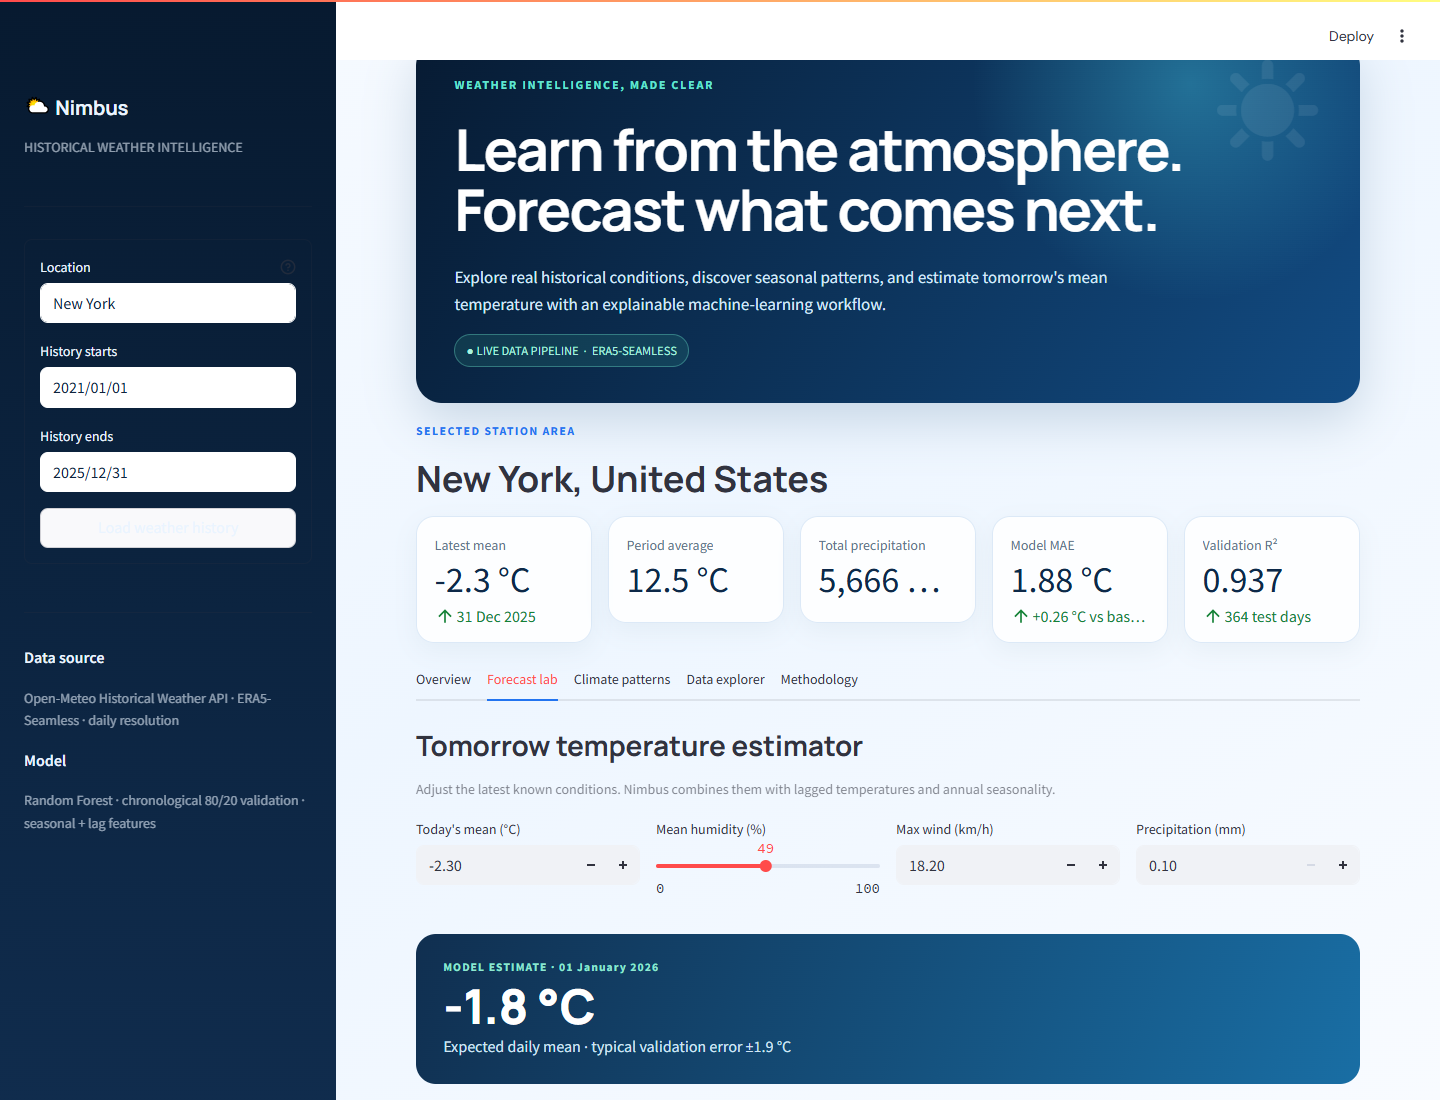 Deploy
Nimbus
HISTORICAL WEATHER INTELLIGENCE
Location
New York
History starts
2021/01/01
History ends
2025/12/31
Load weather history
Data source
Open-Meteo Historical Weather API · ERA5-
Seamless · daily resolution
Model
Random Forest · chronological 80/20 validation ·
seasonal + lag features
WEATHER INTELLIGENCE, MADE CLEAR
Learn from the atmosphere.
Forecast what comes next.
Explore real historical conditions, discover seasonal patterns, and estimate tomorrow's mean
temperature with an explainable machine-learning workflow.
● LIVE DATA PIPELINE · ERA5-SEAMLESS
SELECTED STATION AREA
New York, United States
Latest mean
-2.3 °C
↑ 31 Dec 2025
Period average
12.5 °C
Total precipitation
5,666 …
Model MAE
1.88 °C
↑ +0.26 °C vs bas…
Validation R²
0.937
↑ 364 test days
Overview Forecast lab Climate patterns Data explorer Methodology
Tomorrow temperature estimator
Adjust the latest known conditions. Nimbus combines them with lagged temperatures and annual seasonality.
Today's mean (°C)
-2.30 − +
Mean humidity (%)
49
0 100
Max wind (km/h)
18.20 − +
Precipitation (mm)
0.10 − +
MODEL ESTIMATE · 01 January 2026
-1.8 °C
Expected daily mean · typical validation error ±1.9 °C